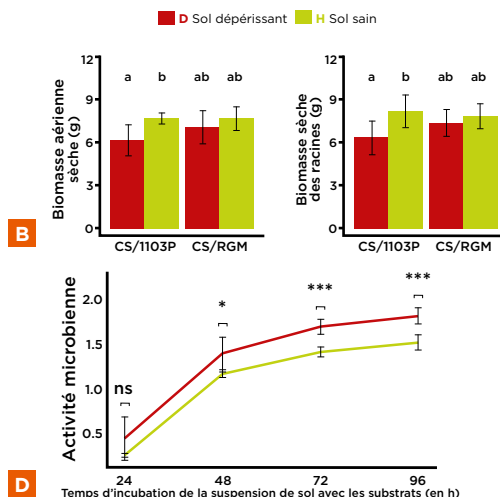 D Sol dépérissant H Sol sain
Biomasse aérienne
sèche (g)
12
9
6
3
0
a b ab ab
CS/1103P CS/RGM
Biomasse sèche
des racines (g)
12
9
6
3
0
a b ab ab
CS/1103P CS/RGM
B
Activité microbienne
2.0
1.5
1.0
0.5
ns
*
***
***
24 48 72 96
Temps d'incubation de la suspension de sol avec les substrats (en h)
D